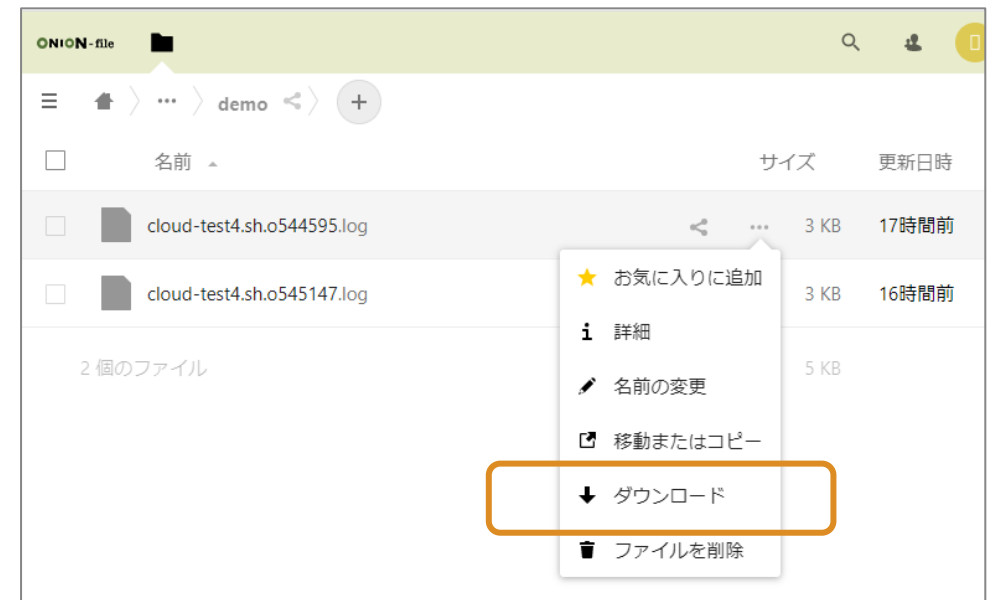 ONION-file
demo
名前 サイズ 更新日時
cloud-test4.sh.o544595.log 3 KB 17時間前
お気に入りに追加
cloud-test4.sh.o545147.log 3 KB 16時間前
詳細
2 個のファイル 5 KB
名前の変更
移動またはコピー
ダウンロード
ファイルを削除